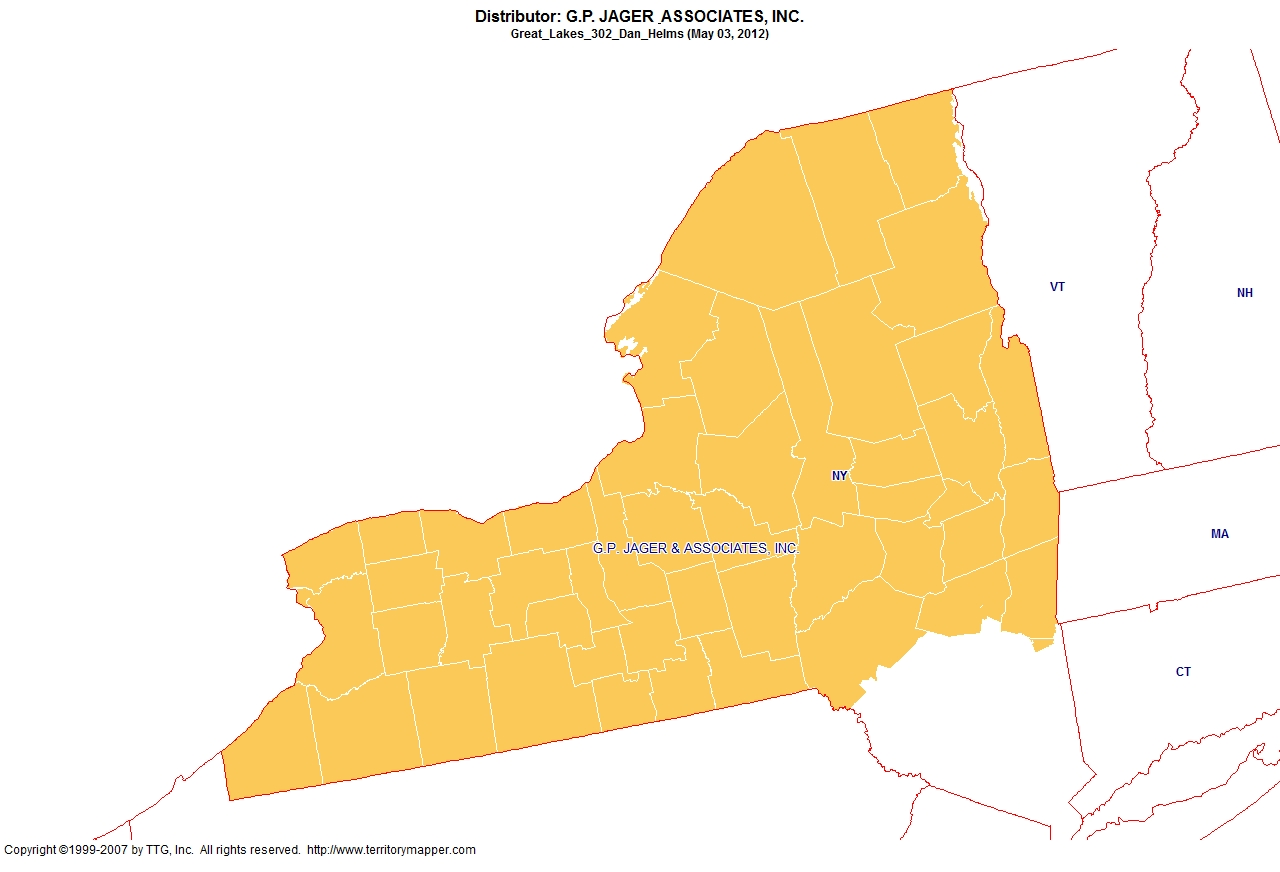 Distributor: G.P. JAGER ASSOCIATES, INC.
Great_Lakes_302_Dan_Helms (May 03, 2012)
VT
NH
NY
MA
G.P. JAGER & ASSOCIATES, INC.
CT
Copyright ©1999-2007 by TTG, Inc. All rights reserved. http://www.territorymapper.com